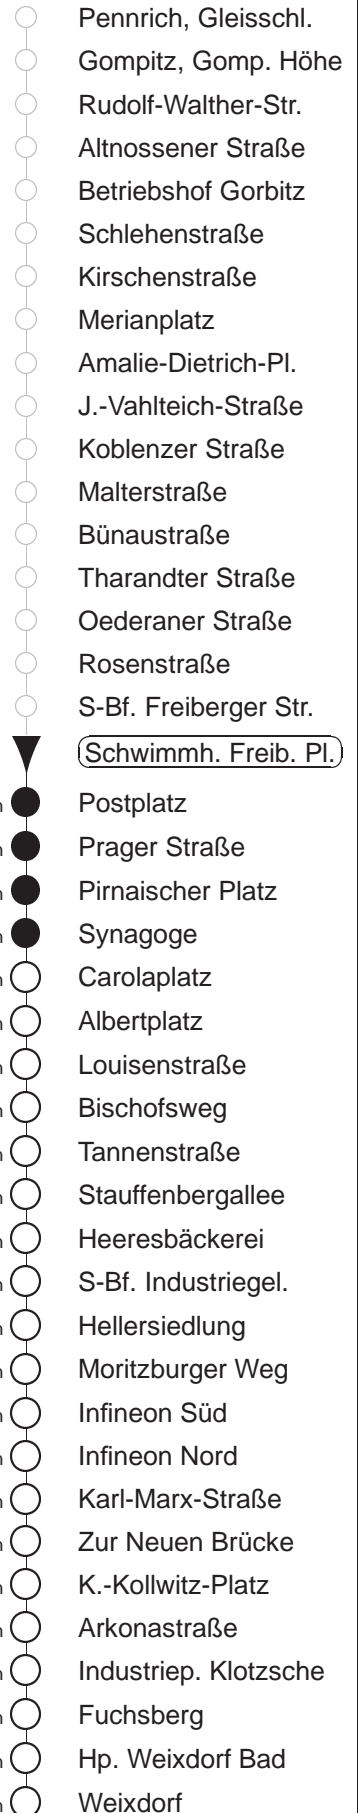 Pennrich, Gleisschl.
Gompitz, Gomp. Höhe
Rudolf-Walther-Str.
Altnossener Straße
Betriebshof Gorbitz
Schlehenstraße
Kirschenstraße
Merianplatz
Amalie-Dietrich-Pl.
J.-Vahlteich-Straße
Koblenzer Straße
Malterstraße
Bünaustraße
Tharandter Straße
Oederaner Straße
Rosenstraße
S-Bf. Freiberger Str.
Schwimmh. Freib. Pl.
Postplatz
Prager Straße
Pirnaischer Platz
Synagoge
Carolaplatz
Albertplatz
Louisenstraße
Bischofsweg
Tannenstraße
Stauffenbergallee
Heeresbäckerei
S-Bf. Industriegel.
Hellersiedlung
Moritzburger Weg
Infineon Süd
Infineon Nord
Karl-Marx-Straße
Zur Neuen Brücke
K.-Kollwitz-Platz
Arkonastraße
Industriep. Klotzsche
Fuchsberg
Hp. Weixdorf Bad
Weixdorf